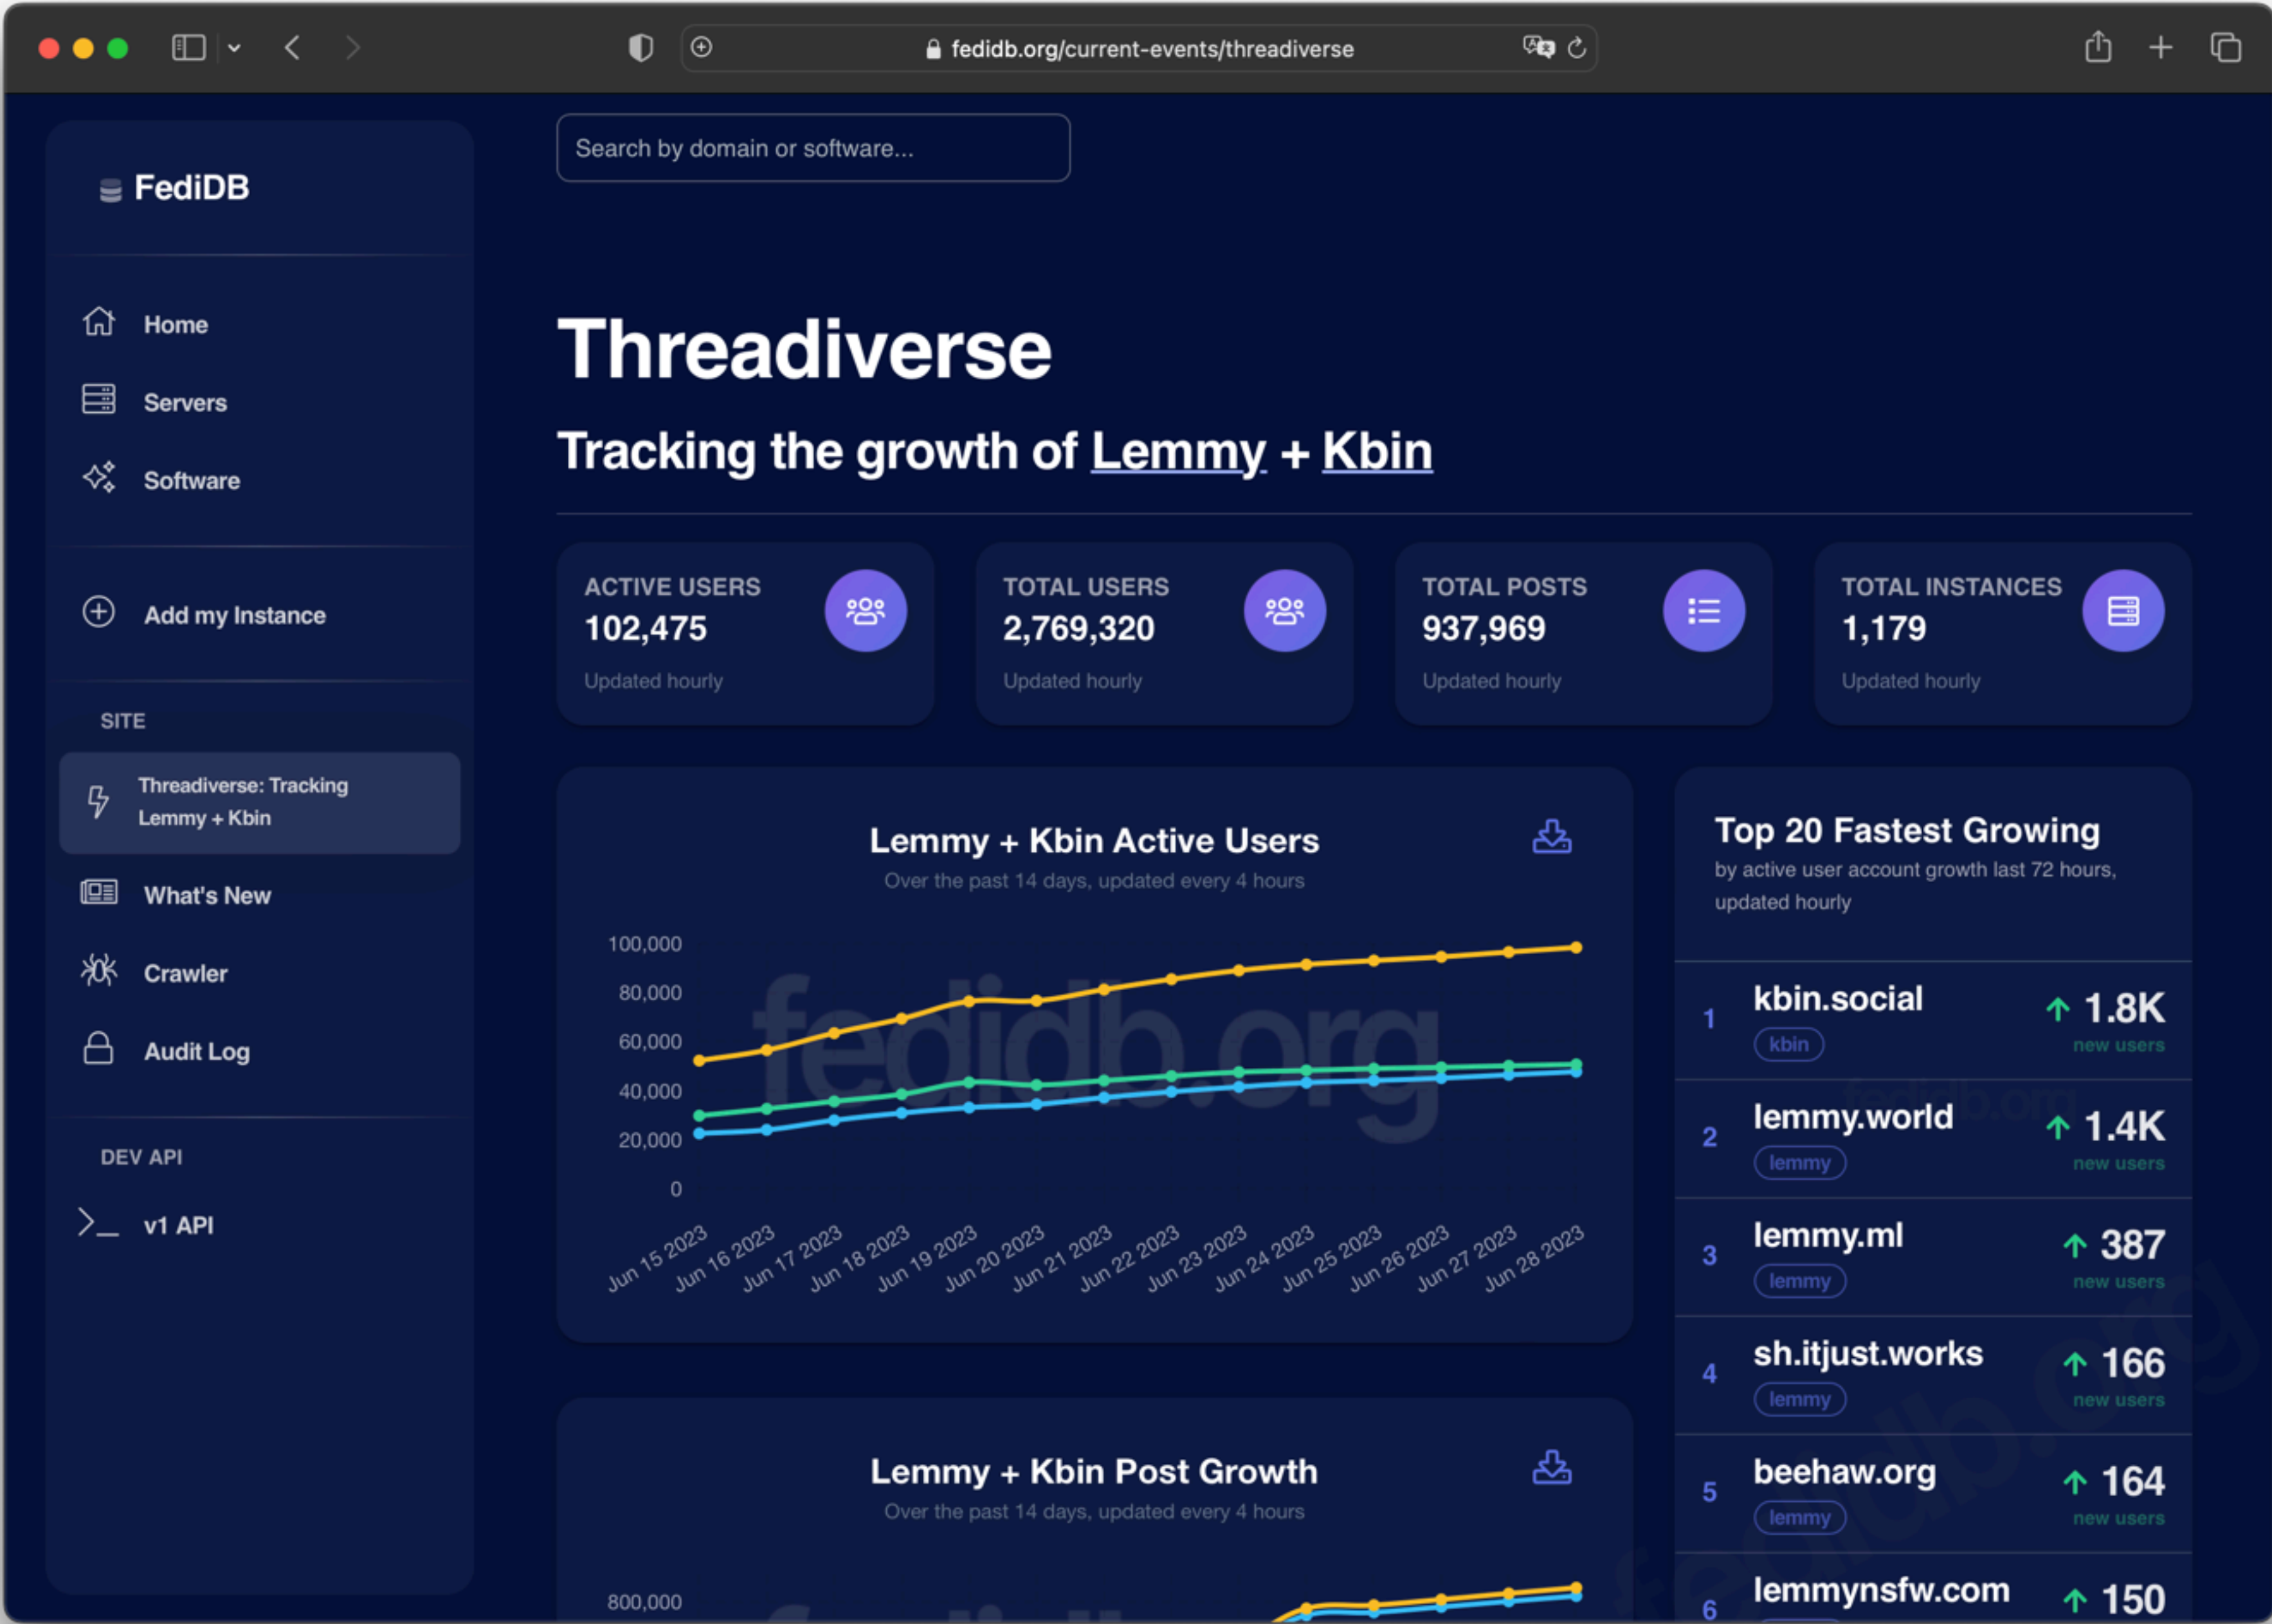 fedidb.org/current-events/threadiverse
Search by domain or software...
FediDB
Home
Servers
Software
Add my Instance
SITE
Threadiverse: Tracking
Lemmy + Kbin
What's New
Crawler
Audit Log
DEV API
v1 API
Threadiverse
Tracking the growth of Lemmy + Kbin
ACTIVE USERS
102,475
Updated hourly
TOTAL USERS
2,769,320
Updated hourly
TOTAL POSTS
937,969
Updated hourly
TOTAL INSTANCES
1,179
Updated hourly
Lemmy + Kbin Active Users
Over the past 14 days, updated every 4 hours
100,000
80,000
60,000
40,000
20,000
0
fedidb.org
Jun 15 2023
Jun 16 2023
Jun 17 2023
Jun 18 2023
Jun 19 2023
Jun 20 2023
Jun 21 2023
Jun 22 2023
Jun 23 2023
Jun 24 2023
Jun 25 2023
Jun 26 2023
Jun 27 2023
Jun 28 2023
Lemmy + Kbin Post Growth
Over the past 14 days, updated every 4 hours
800,000
Top 20 Fastest Growing
by active user account growth last 72 hours,
updated hourly
1
kbin.social
kbin
1.8K
new users
fedidb.org
2
lemmy.world
lemmy
1.4K
new users
3
lemmy.ml
lemmy
387
new users
4
sh.itjust.works
lemmy
166
new users
5
beehaw.org
lemmy
164
new users
fedidb.org
6
lemmynsfw.com
150